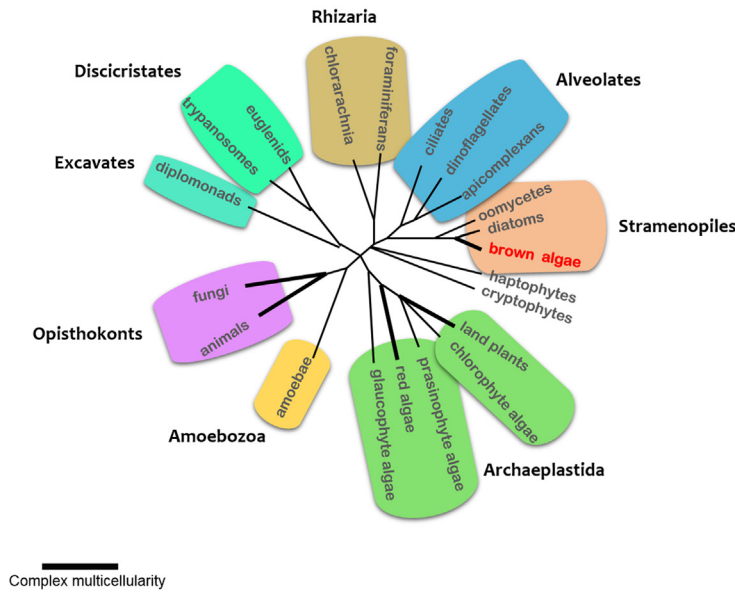 Rhizaria
chlorarachnia
foraminiferans
Discicristates
trypanosomes
euglenids
Alveolates
ciliates
dinoflagellates
apicomplexans
Excavates
diplomonads
Stramenopiles
oomycetes
diatoms
brown algae
haptophytes
cryptophytes
Opisthokonts
fungi
animals
Amoebozoa
amoebae
Archaeplastida
glaucophyte algae
red algae
prasinophyte algae
land plants
chlorophyte algae
Complex multicellularity